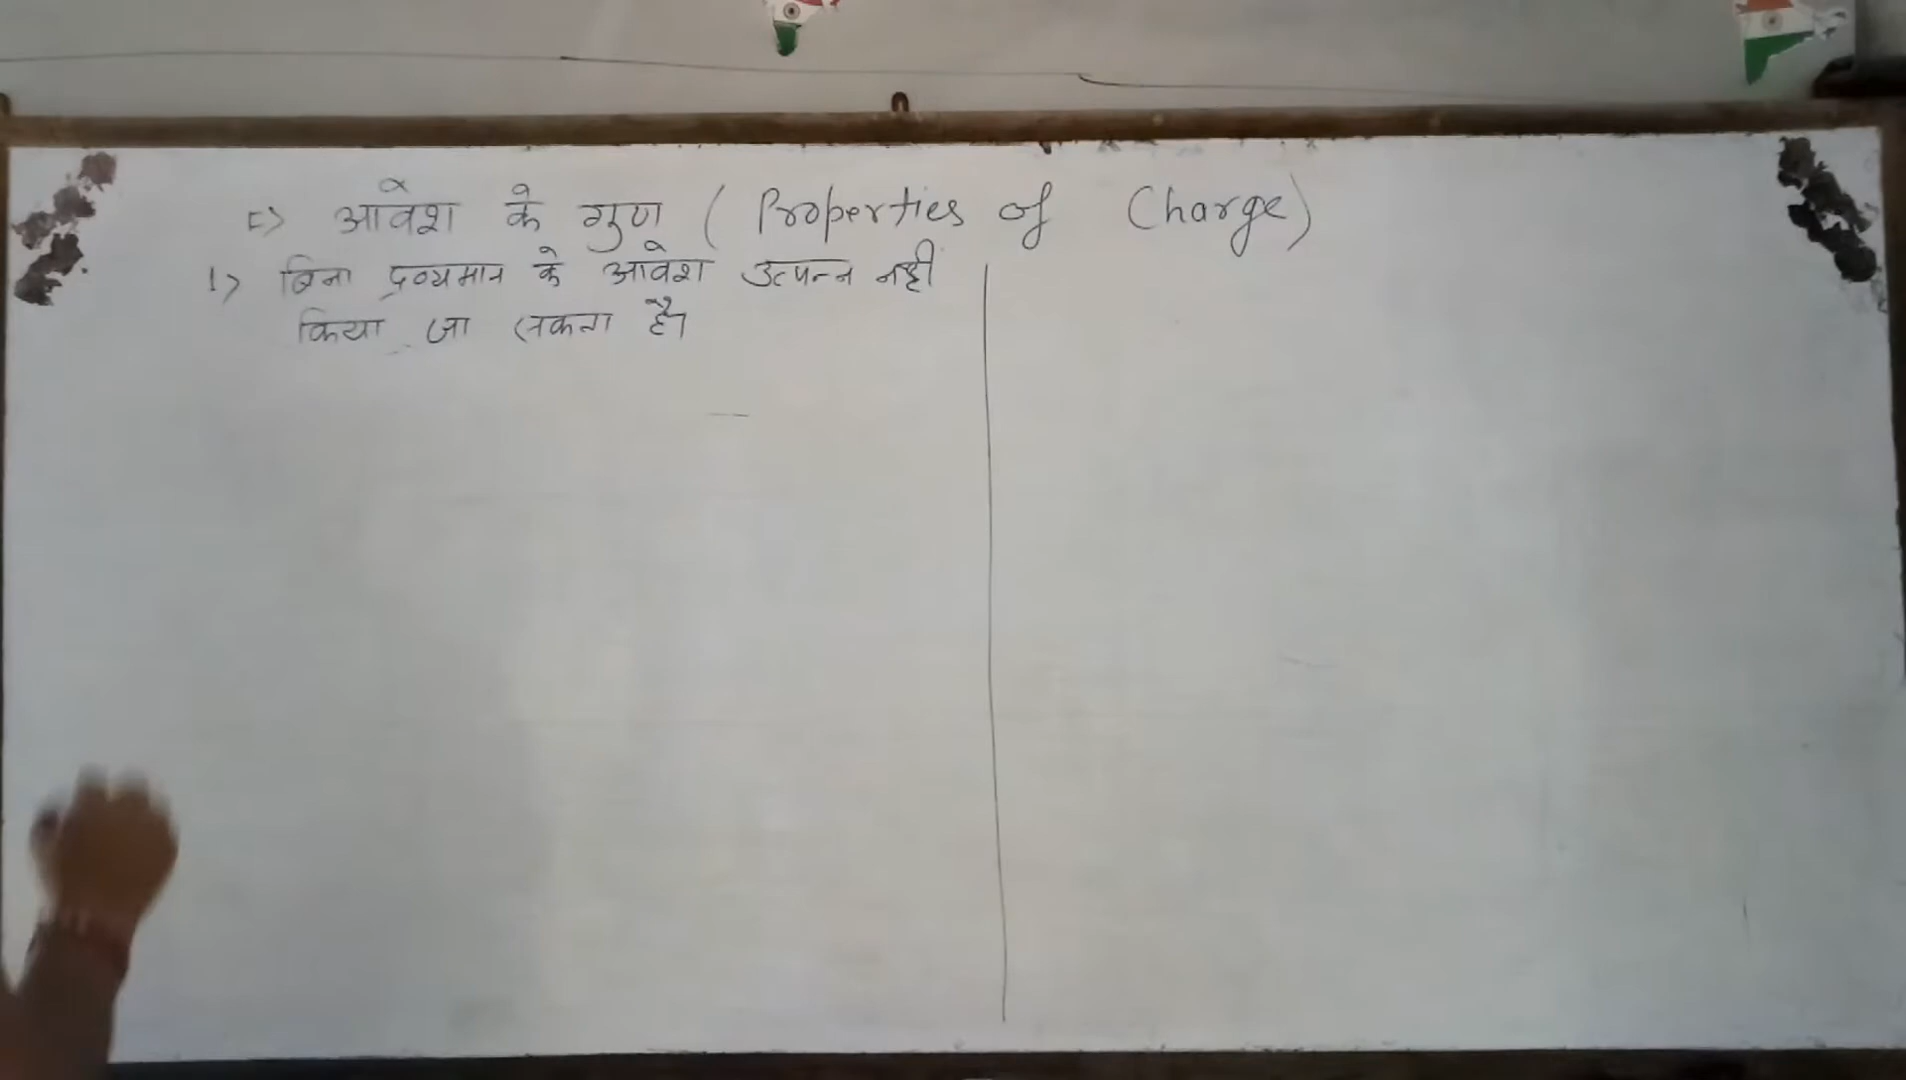 E> आवेश के गुण ( Properties of Charge)
1> बिना द्रव्यमान के आवेश उत्पन्न नहीं
किया जा सकता है।